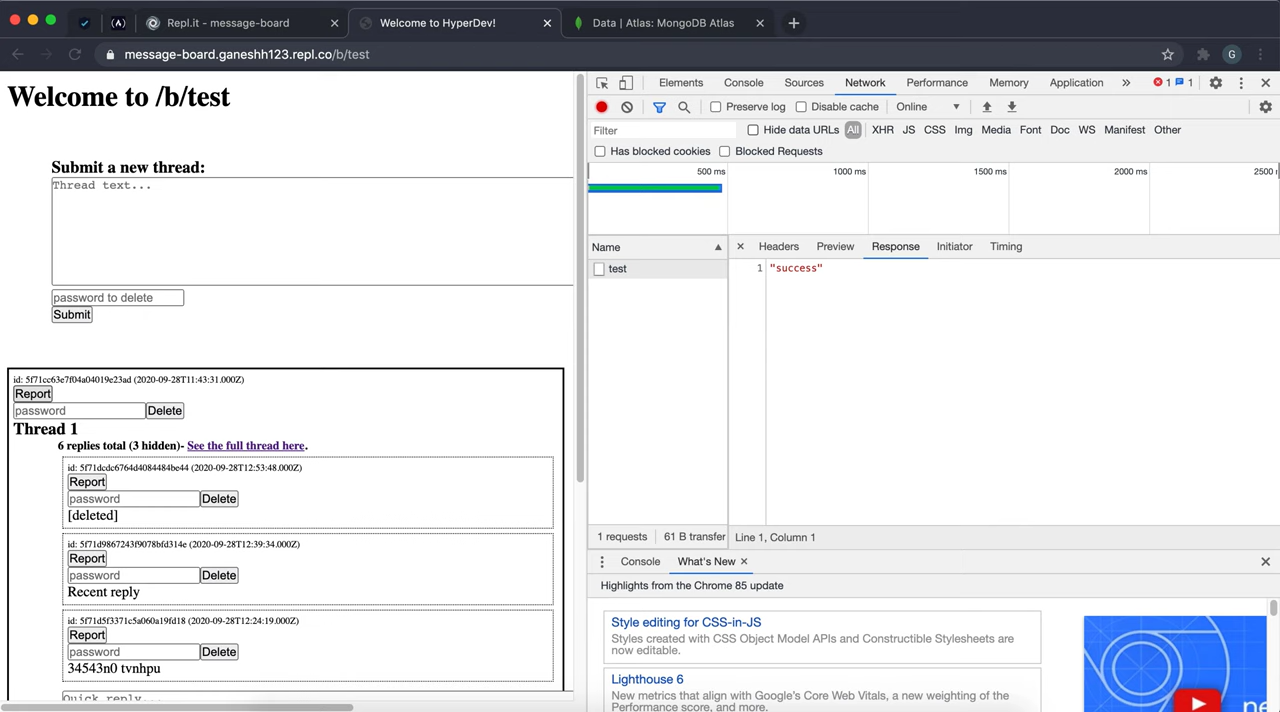 Repl.it - message-board
Welcome to HyperDev!
Data | Atlas: MongoDB Atlas
message-board.ganeshh123.repl.co/b/test
G
Welcome to /b/test
Submit a new thread:
Thread text...
password to delete
Submit
id: 5f71cc63e7f04a04019e23ad (2020-09-28T11:43:31.000Z)
Report
password Delete
Thread 1
6 replies total (3 hidden)- See the full thread here.
id: 5f71dcdc6764d4084484be44 (2020-09-28T12:53:48.000Z)
Report
password Delete
[deleted]
id: 5f71d9867243f9078bfd314e (2020-09-28T12:39:34.000Z)
Report
password Delete
Recent reply
id: 5f71d5f3371c5a060a19fd18 (2020-09-28T12:24:19.000Z)
Report
password Delete
34543n0 tvnhpu
Quick reply...
Elements Console Sources Network Performance Memory Application » 1 1
Preserve log Disable cache Online
Filter Hide data URLs All XHR JS CSS Img Media Font Doc WS Manifest Other
Has blocked cookies Blocked Requests
500 ms 1000 ms 1500 ms 2000 ms 2500
Name Headers Preview Response Initiator Timing
test
1 "success"
1 requests 61 B transfer Line 1, Column 1
Console What's New
Highlights from the Chrome 85 update
Style editing for CSS-in-JS
Styles created with CSS Object Model APIs and Constructible Stylesheets are
now editable.
Lighthouse 6
New metrics that align with Google's Core Web Vitals, a new weighting of the
Performance score, and more.
ne